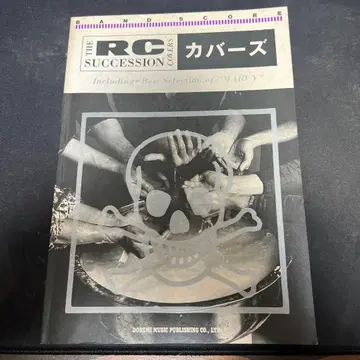 BAND SCORE
THE RC SUCCESSION COVERS
カバーズ
Including: Best Selection of "MARCY"
DOREMI MUSIC PUBLISHING CO., LTD.